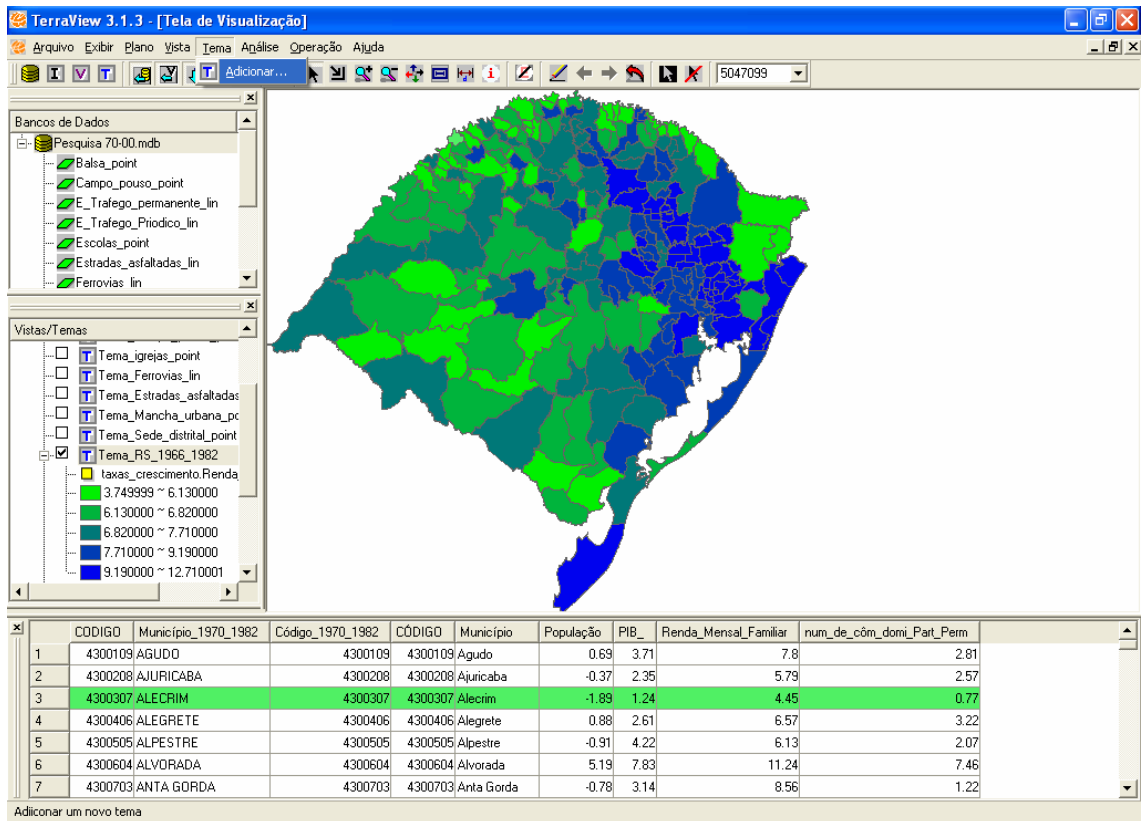 TerraView 3.1.3 - [Tela de Visualização]
Arquivo Exibir Plano Vista Tema Análise Operação Ajuda
I V T T Adicionar... i 5047099
Bancos de Dados
Pesquisa 70-00.mdb
Balsa_point
Campo_pouso_point
E_Trafego_permanente_lin
E_Trafego_Priodico_lin
Escolas_point
Estradas_asfaltadas_lin
Ferrovias_lin
Vistas/Temas
T Tema_igrejas_point
T Tema_Ferrovias_lin
T Tema_Estradas_asfaltadas
T Tema_Mancha_urbana_po
T Tema_Sede_distrital_point
T Tema_RS_1966_1982
taxas_crescimento.Renda_
3.749999 ~ 6.130000
6.130000 ~ 6.820000
6.820000 ~ 7.710000
7.710000 ~ 9.190000
9.190000 ~ 12.710001
CODIGO Município_1970_1982 Código_1970_1982 CÓDIGO Município População PIB_ Renda_Mensal_Familiar num_de_côm_domi_Part_Perm
1 4300109 AGUDO 4300109 4300109 Agudo 0.69 3.71 7.8 2.81
2 4300208 AJURICABA 4300208 4300208 Ajuricaba -0.37 2.35 5.79 2.57
3 4300307 ALECRIM 4300307 4300307 Alecrim -1.89 1.24 4.45 0.77
4 4300406 ALEGRETE 4300406 4300406 Alegrete 0.88 2.61 6.57 3.22
5 4300505 ALPESTRE 4300505 4300505 Alpestre -0.91 4.22 6.13 2.07
6 4300604 ALVORADA 4300604 4300604 Alvorada 5.19 7.83 11.24 7.46
7 4300703 ANTA GORDA 4300703 4300703 Anta Gorda -0.78 3.14 8.56 1.22
Adiconar um novo tema